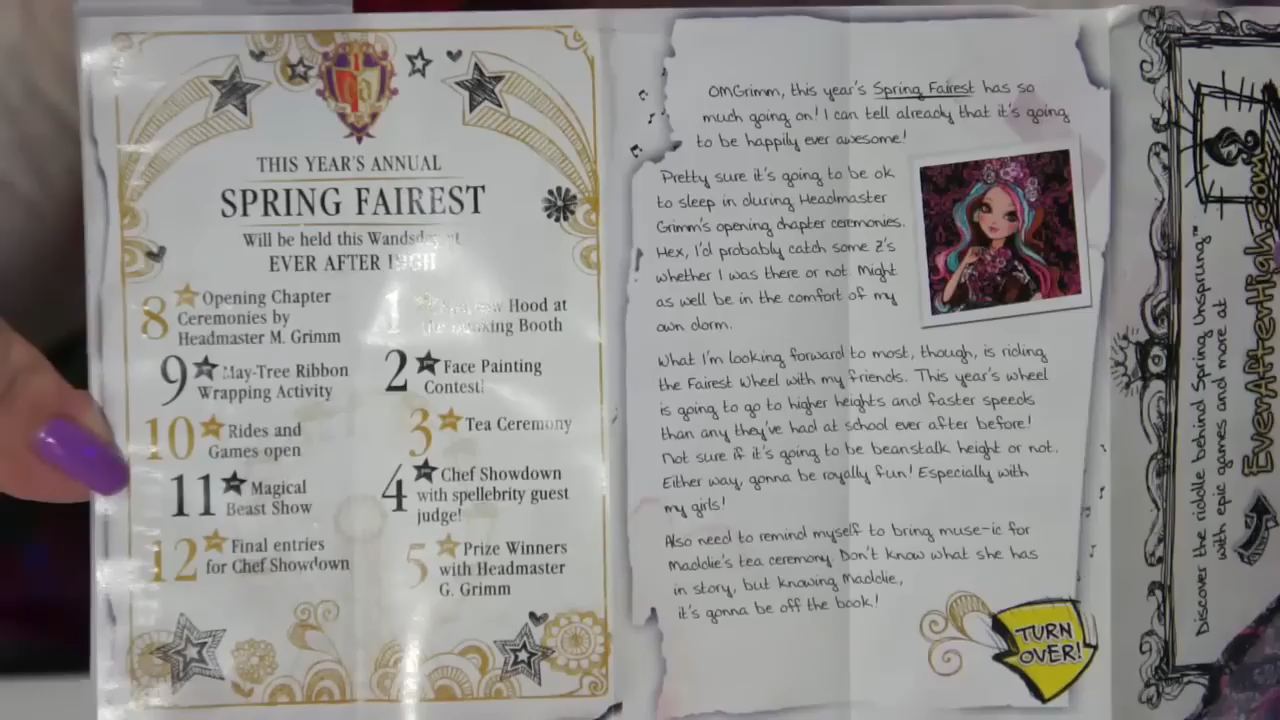 THIS YEAR'S ANNUAL
SPRING FAIREST
Will be held this
EVER AFTER
8 Opening Chapter
Ceremonies by
Headmaster M. Grimm
9 May-Tree Ribbon
Wrapping Activity
10 Rides and
Games open
11 Magical
Beast Show
12 Final entries
for Chef Showdown
1 Hood at
Booth
2 Face Painting
Contest!
3 Tea Ceremony
4 Chef Showdown
with spellebrity guest
judge!
5 Prize Winners
with Headmaster
G. Grimm
OMGrimm, this year's Spring Fairest has so
much going on! I can tell already that it's going
to be happily ever awesome!
Pretty sure it's going to be ok
to sleep in during Headmaster
Grimm's opening chapter ceremonies.
Hex, I'd probably catch some z's
whether I was there or not. Might
as well be in the comfort of my
own dorm.
What I'm looking forward to most, though, is riding
the Fairest Wheel with my friends. This year's wheel
is going to go to higher heights and faster speeds
than any they've had at school ever after before!
Not sure if it's going to be beanstalk height or not.
Either way, gonna be royally fun! Especially with
my girls!
Also need to remind myself to bring muse-ic for
Maddie's tea ceremony. Don't know what she has
in story, but knowing Maddie,
it's gonna be off the book!
TURN
OVER!
Discover the riddle behind Spring Unsprung™
with epic games and more at
EverAfterHigh.com!